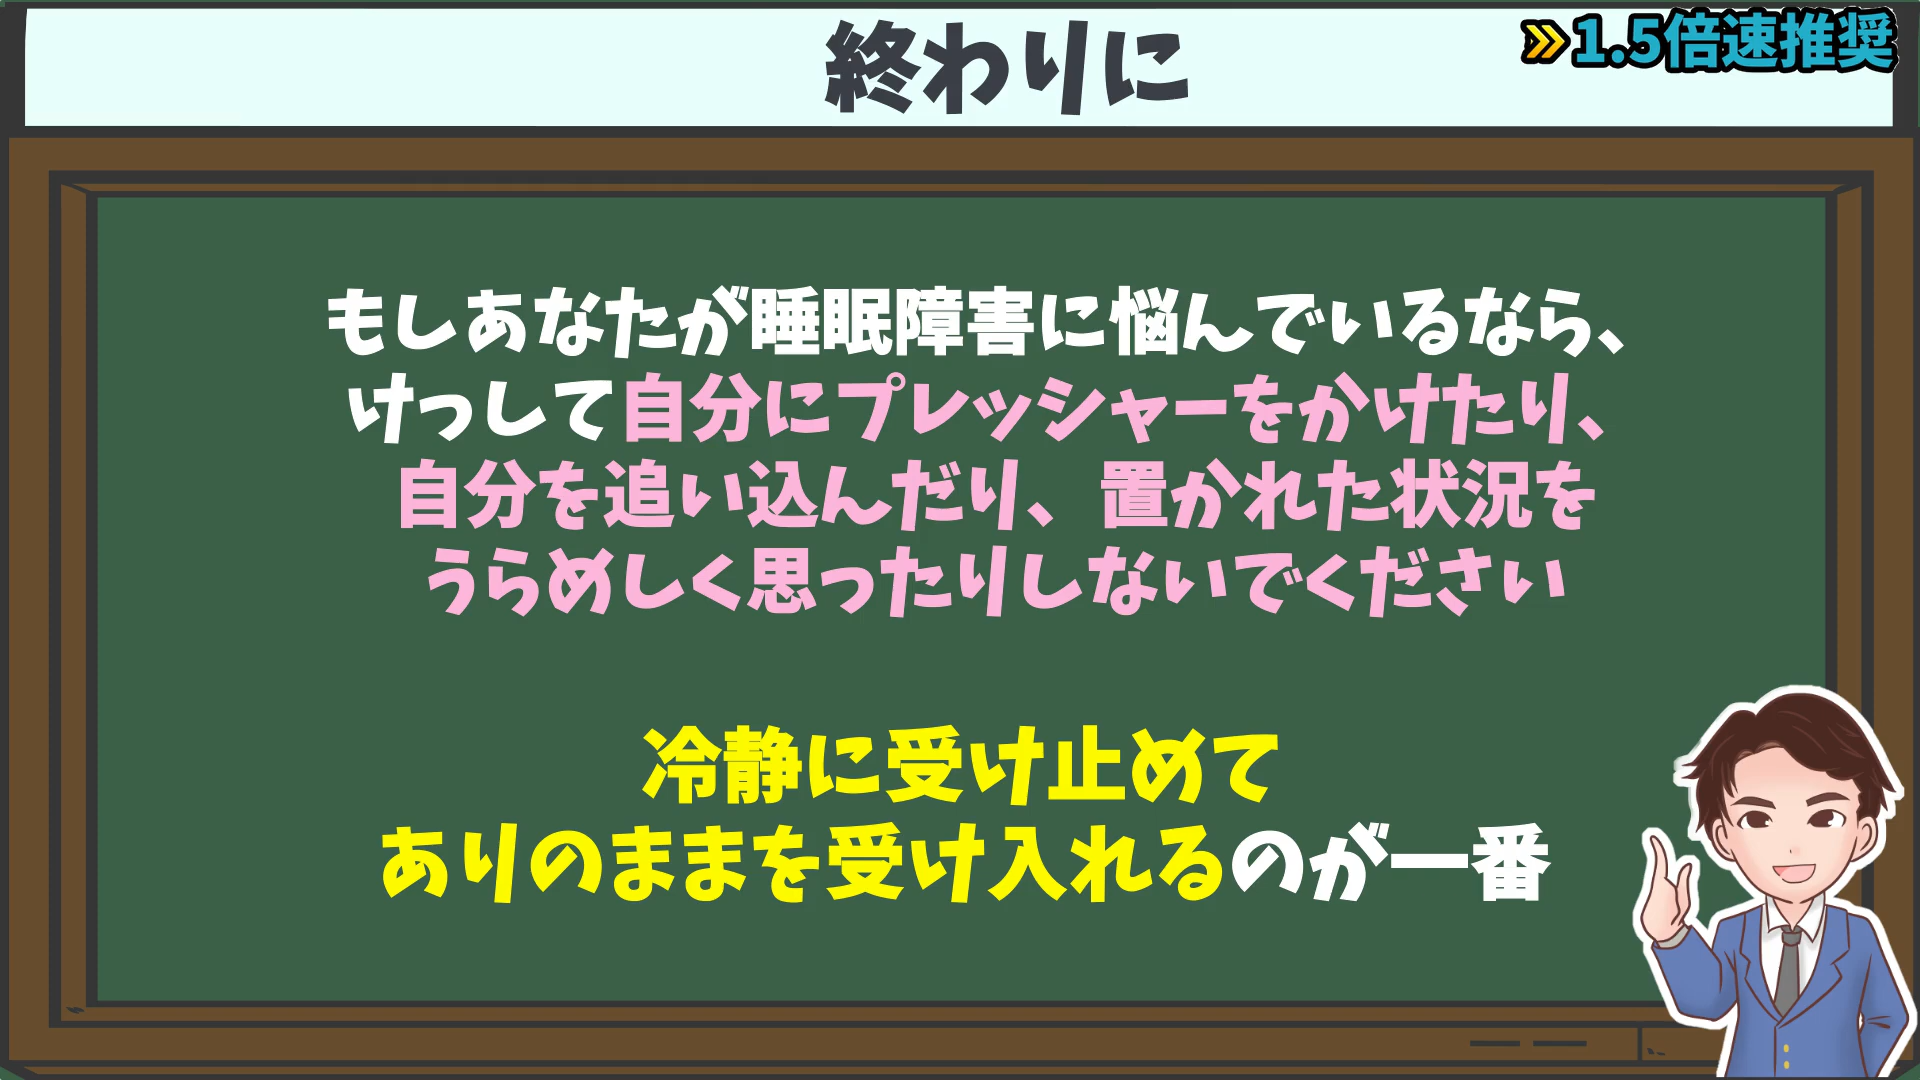 終わりに
1.5倍速推奨
もしあなたが睡眠障害に悩んでいるなら、
けっして自分にプレッシャーをかけたり、
自分を追い込んだり、置かれた状況を
うらめしく思ったりしないでください
冷静に受け止めて
ありのままを受け入れるのが一番